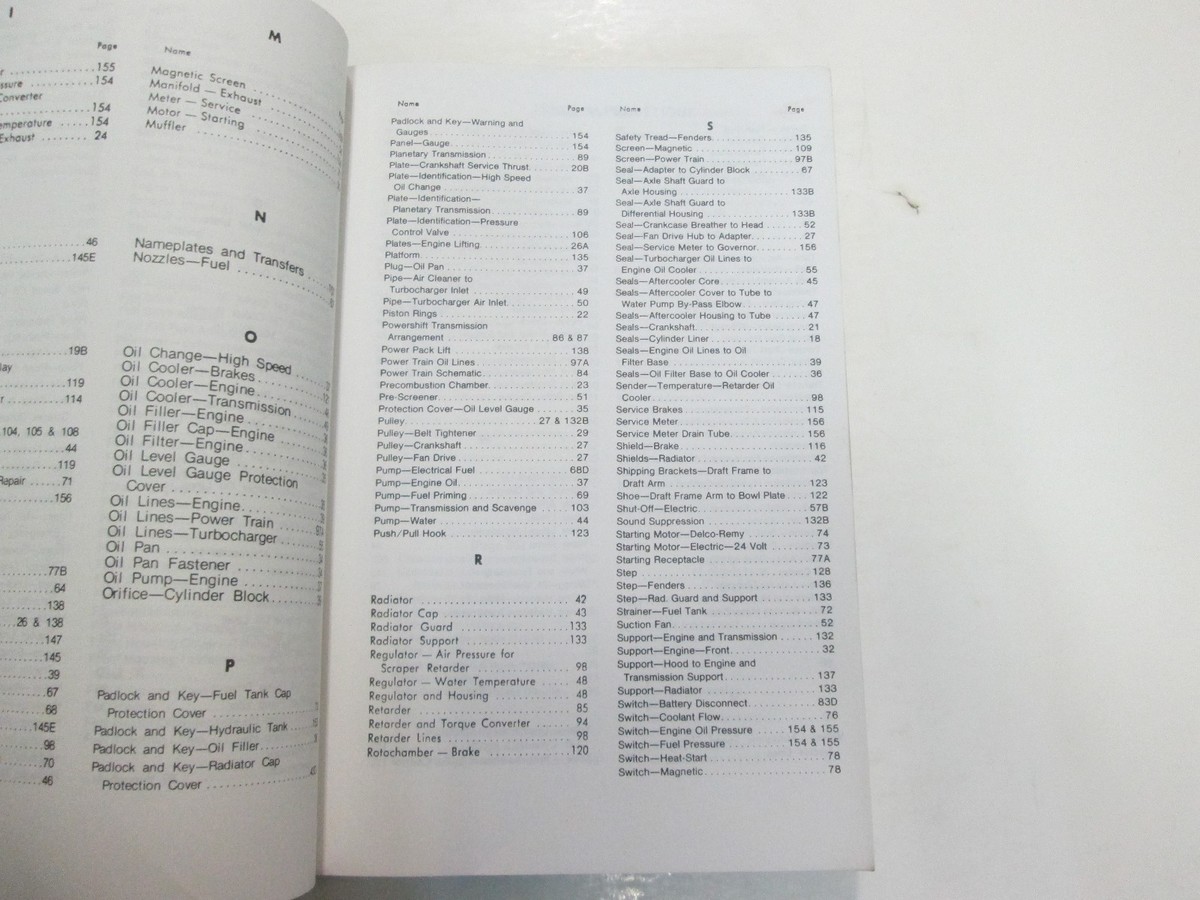 I
Page
155
154
Converter
154
154
Exhaust ........ 24
46
145E
19B
119
114
104, 105 & 108
44
119
Repair ...... 71
156
77B
64
138
26 & 138
147
145
39
67
68
145E
98
70
46
M
Name
Magnetic Screen
Manifold — Exhaust
Meter — Service
Motor — Starting
Muffler
N
Nameplates and Transfers
Nozzles—Fuel
O
Oil Change—High Speed
Oil Cooler—Brakes
Oil Cooler—Engine
Oil Cooler—Transmission
Oil Filler—Engine
Oil Filler Cap—Engine
Oil Filter—Engine
Oil Level Gauge
Oil Level Gauge Protection
Cover
Oil Lines—Engine
Oil Lines—Power Train
Oil Lines—Turbocharger
Oil Pan
Oil Pan Fastener
Oil Pump—Engine
Orifice—Cylinder Block
P
Padlock and Key—Fuel Tank Cap
Protection Cover
Padlock and Key—Hydraulic Tank
Padlock and Key—Oil Filler
Padlock and Key—Radiator Cap
Protection Cover
Name Page
Padlock and Key—Warning and
Gauges 154
Panel—Gauge 154
Planetary Transmission 89
Plate—Crankshaft Service Thrust 20B
Plate—Identification—High Speed
Oil Change 37
Plate—Identification—
Planetary Transmission 89
Plate—Identification—Pressure
Control Valve 106
Plates—Engine Lifting 26A
Platform 135
Plug—Oil Pan 37
Pipe—Air Cleaner to
Turbocharger Inlet 49
Pipe—Turbocharger Air Inlet 50
Piston Rings 22
Powershift Transmission
Arrangement 86 & 87
Power Pack Lift 138
Power Train Oil Lines 97A
Power Train Schematic 84
Precombustion Chamber 23
Pre-Screener 51
Protection Cover—Oil Level Gauge 35
Pulley 27 & 132B
Pulley—Belt Tightener 29
Pulley—Crankshaft 27
Pulley—Fan Drive 27
Pump—Electrical Fuel 68D
Pump—Engine Oil 37
Pump—Fuel Priming 69
Pump—Transmission and Scavenge 103
Pump—Water 44
Push/Pull Hook 123
R
Radiator 42
Radiator Cap 43
Radiator Guard 133
Radiator Support 133
Regulator — Air Pressure for
Scraper Retarder 98
Regulator — Water Temperature 48
Regulator and Housing 48
Retarder 85
Retarder and Torque Converter 94
Retarder Lines 98
Rotochamber — Brake 120
Name Page
S
Safety Tread—Fenders 135
Screen—Magnetic 109
Screen—Power Train 97B
Seal—Adapter to Cylinder Block 67
Seal—Axle Shaft Guard to
Axle Housing 133B
Seal—Axle Shaft Guard to
Differential Housing 133B
Seal—Crankcase Breather to Head 52
Seal—Fan Drive Hub to Adapter 27
Seal—Service Meter to Governor 156
Seal—Turbocharger Oil Lines to
Engine Oil Cooler 55
Seals—Aftercooler Core 45
Seals—Aftercooler Cover to Tube to
Water Pump By-Pass Elbow 47
Seals—Aftercooler Housing to Tube 47
Seals—Crankshaft 21
Seals—Cylinder Liner 18
Seals—Engine Oil Lines to Oil
Filter Base 39
Seals—Oil Filter Base to Oil Cooler 36
Sender—Temperature—Retarder Oil
Cooler 98
Service Brakes 115
Service Meter 156
Service Meter Drain Tube 156
Shield—Brake 116
Shields—Radiator 42
Shipping Brackets—Draft Frame to
Draft Arm 123
Shoe—Draft Frame Arm to Bowl Plate 122
Shut-Off—Electric 57B
Sound Suppression 132B
Starting Motor—Delco-Remy 74
Starting Motor—Electric—24 Volt 73
Starting Receptacle 77A
Step 128
Step—Fenders 136
Step—Rad. Guard and Support 133
Strainer—Fuel Tank 72
Suction Fan 52
Support—Engine and Transmission 132
Support—Engine—Front 32
Support—Hood to Engine and
Transmission Support 137
Support—Radiator 133
Switch—Battery Disconnect 83D
Switch—Coolant Flow 76
Switch—Engine Oil Pressure 154 & 155
Switch—Fuel Pressure 154 & 155
Switch—Heat-Start 78
Switch—Magnetic 78